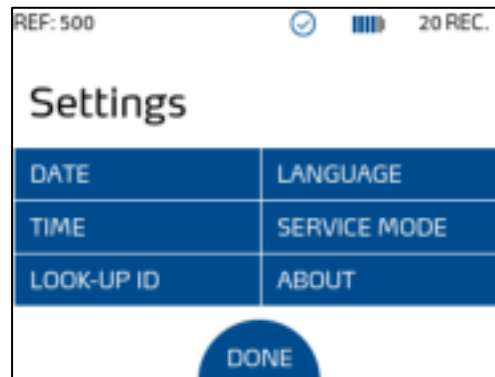 REF: 500 20 REC.
Settings
DATE LANGUAGE
TIME SERVICE MODE
LOOK-UP ID ABOUT
DONE